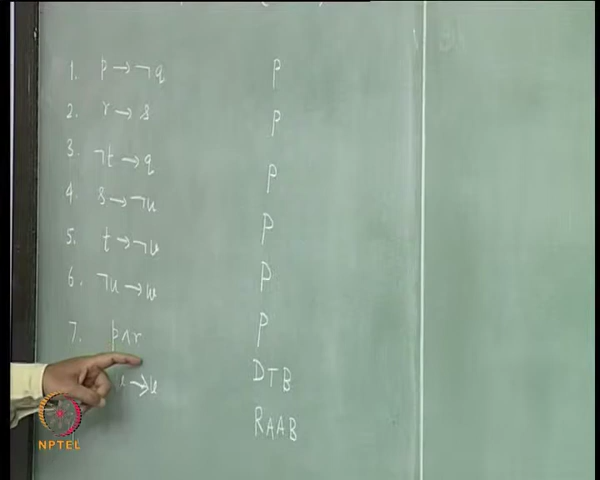 1. p → ¬q P
2. r → s P
3. ¬t → q P
4. s → ¬u P
5. t → ¬v P
6. ¬u → w P
7. p ∧ r P
→ DTB
RAAB
NPTEL